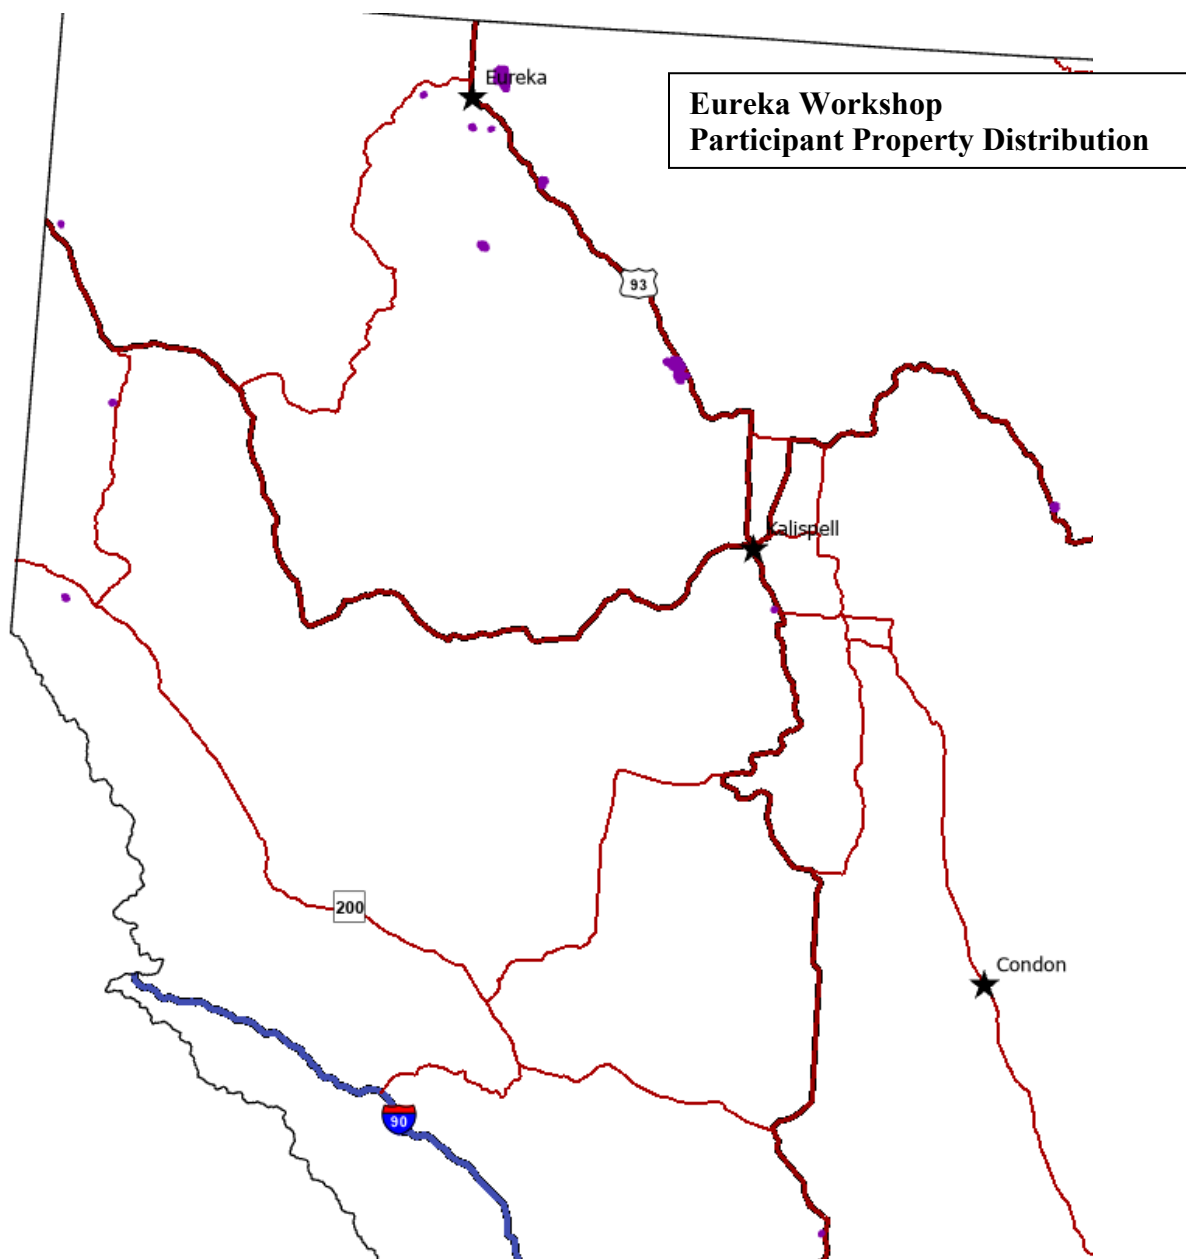 Eureka
Eureka Workshop
Participant Property Distribution
93
Kalispell
200
Condon
90